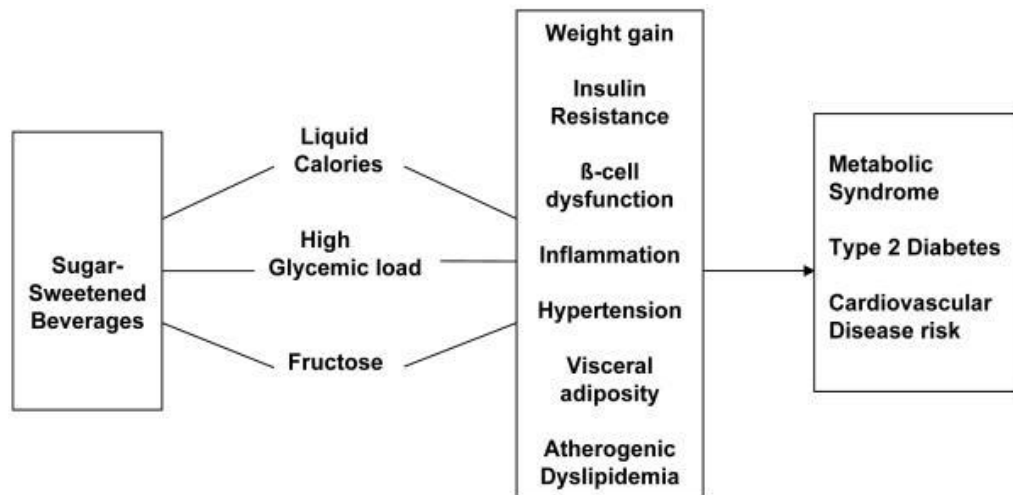 Sugar-
Sweetened
Beverages
Liquid
Calories
High
Glycemic load
Fructose
Weight gain
Insulin
Resistance
ß-cell
dysfunction
Inflammation
Hypertension
Visceral
adiposity
Atherogenic
Dyslipidemia
Metabolic
Syndrome
Type 2 Diabetes
Cardiovascular
Disease risk